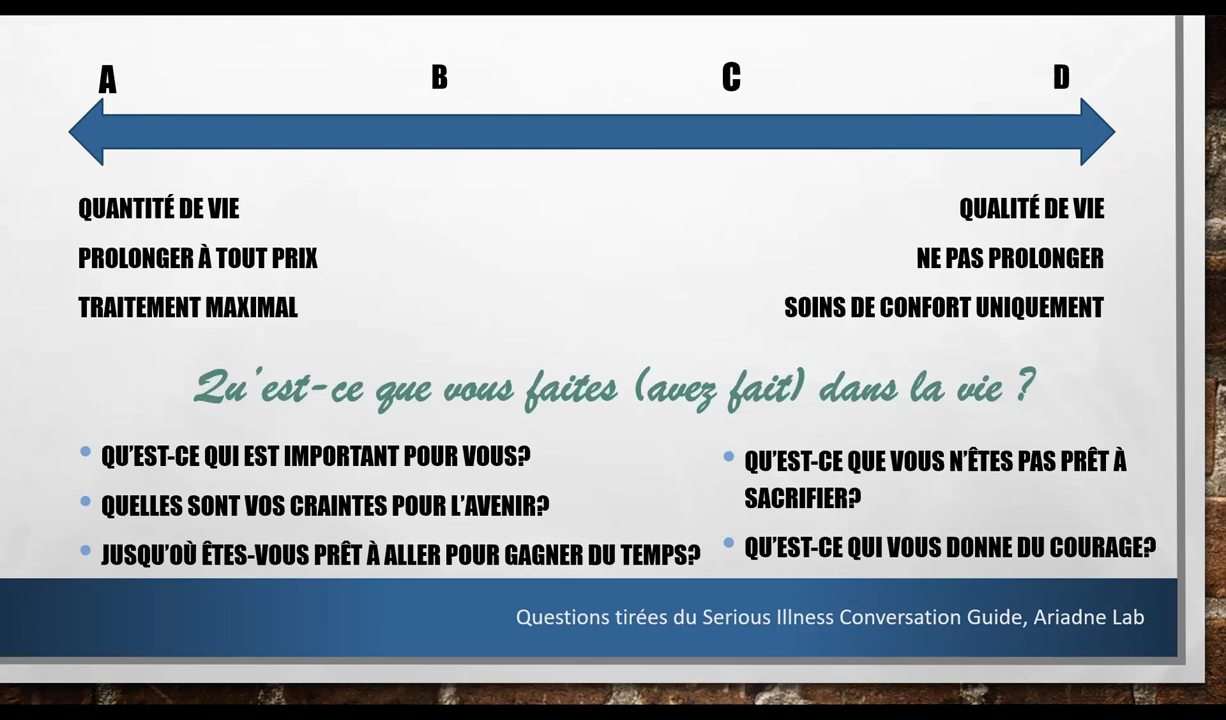 A B C D
QUANTITÉ DE VIE
PROLONGER À TOUT PRIX
TRAITEMENT MAXIMAL
QUALITÉ DE VIE
NE PAS PROLONGER
SOINS DE CONFORT UNIQUEMENT
Qu'est-ce que vous faites (avez fait) dans la vie ?
• QU'EST-CE QUI EST IMPORTANT POUR VOUS?
• QUELLES SONT VOS CRAINTES POUR L'AVENIR?
• JUSQU'OÙ ÊTES-VOUS PRÊT À ALLER POUR GAGNER DU TEMPS?
• QU'EST-CE QUE VOUS N'ÊTES PAS PRÊT À
SACRIFIER?
• QU'EST-CE QUI VOUS DONNE DU COURAGE?
Questions tirées du Serious Illness Conversation Guide, Ariadne Lab